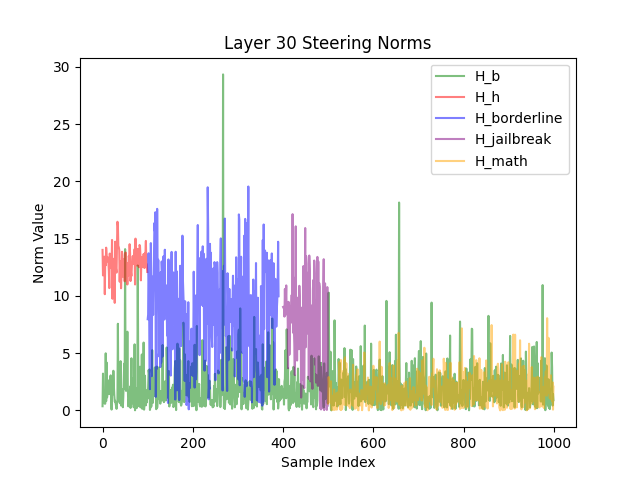 Layer 30 Steering Norms
30
25
20
15
10
5
0
Norm Value
H_b
H_h
H_borderline
H_jailbreak
H_math
0 200 400 600 800 1000
Sample Index